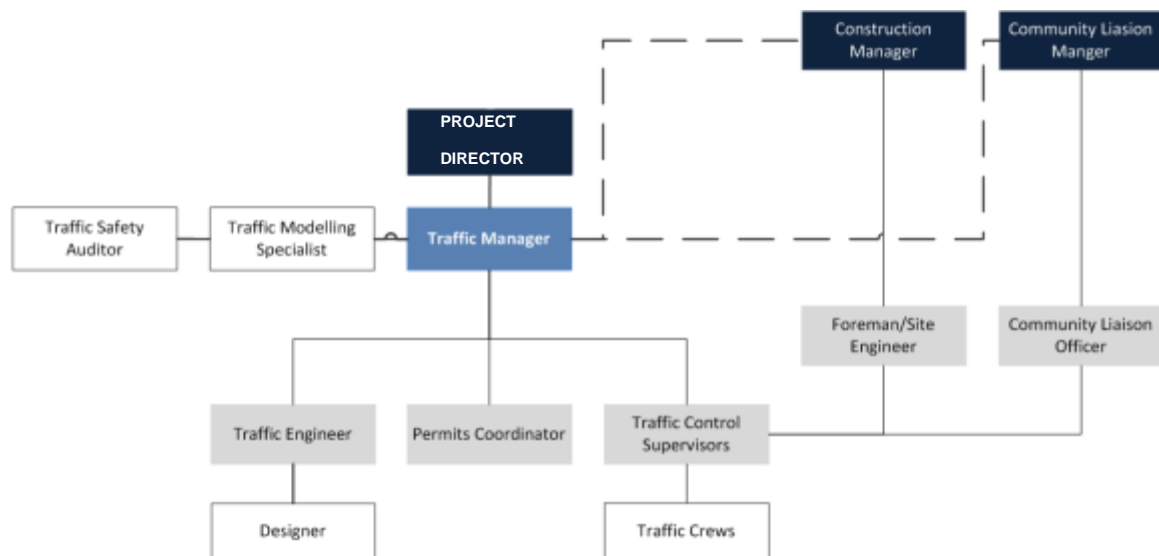 Construction
Manager
Community Liasion
Manger
PROJECT
DIRECTOR
Traffic Safety
Auditor
Traffic Modelling
Specialist
Traffic Manager
Foreman/Site
Engineer
Community Liaison
Officer
Traffic Engineer
Permits Coordinator
Traffic Control
Supervisors
Designer
Traffic Crews